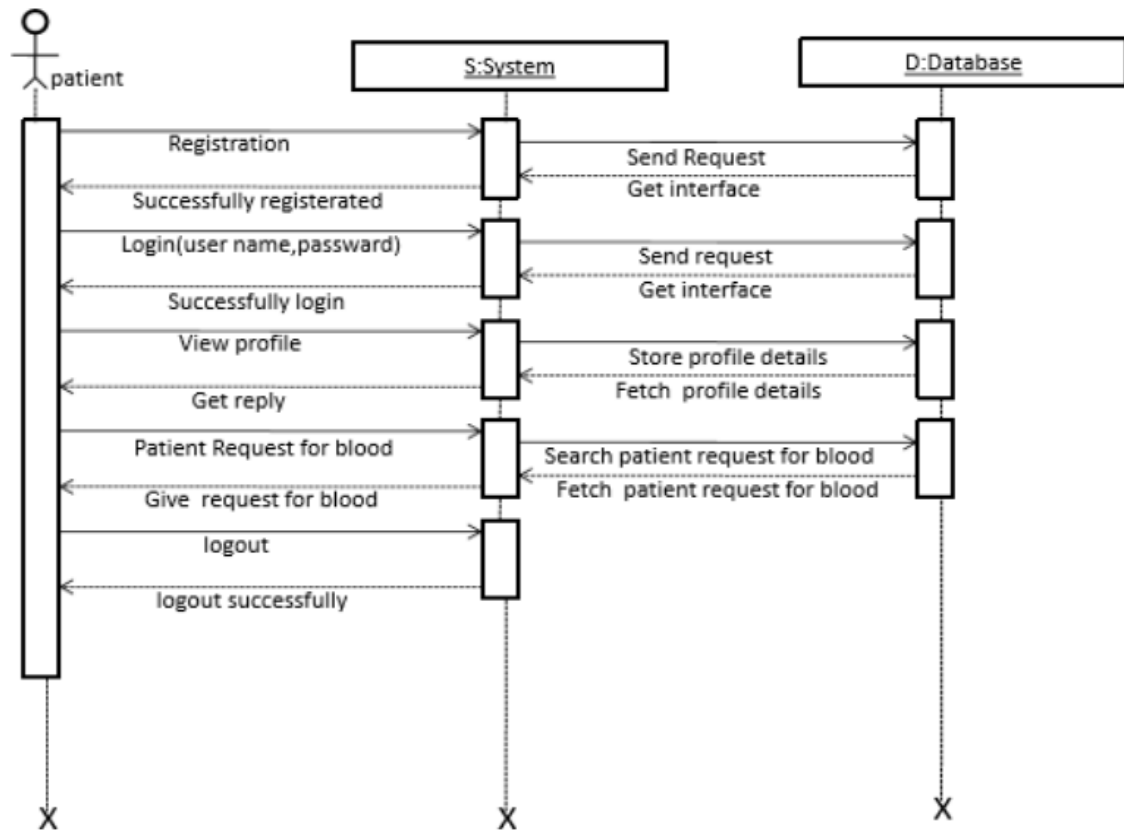 patient
S:System
D:Database
Registration
Send Request
Get interface
Successfully registerated
Login(user name,passward)
Send request
Get interface
Successfully login
View profile
Store profile details
Fetch profile details
Get reply
Patient Request for blood
Search patient request for blood
Fetch patient request for blood
Give request for blood
logout
logout successfully
X
X
X